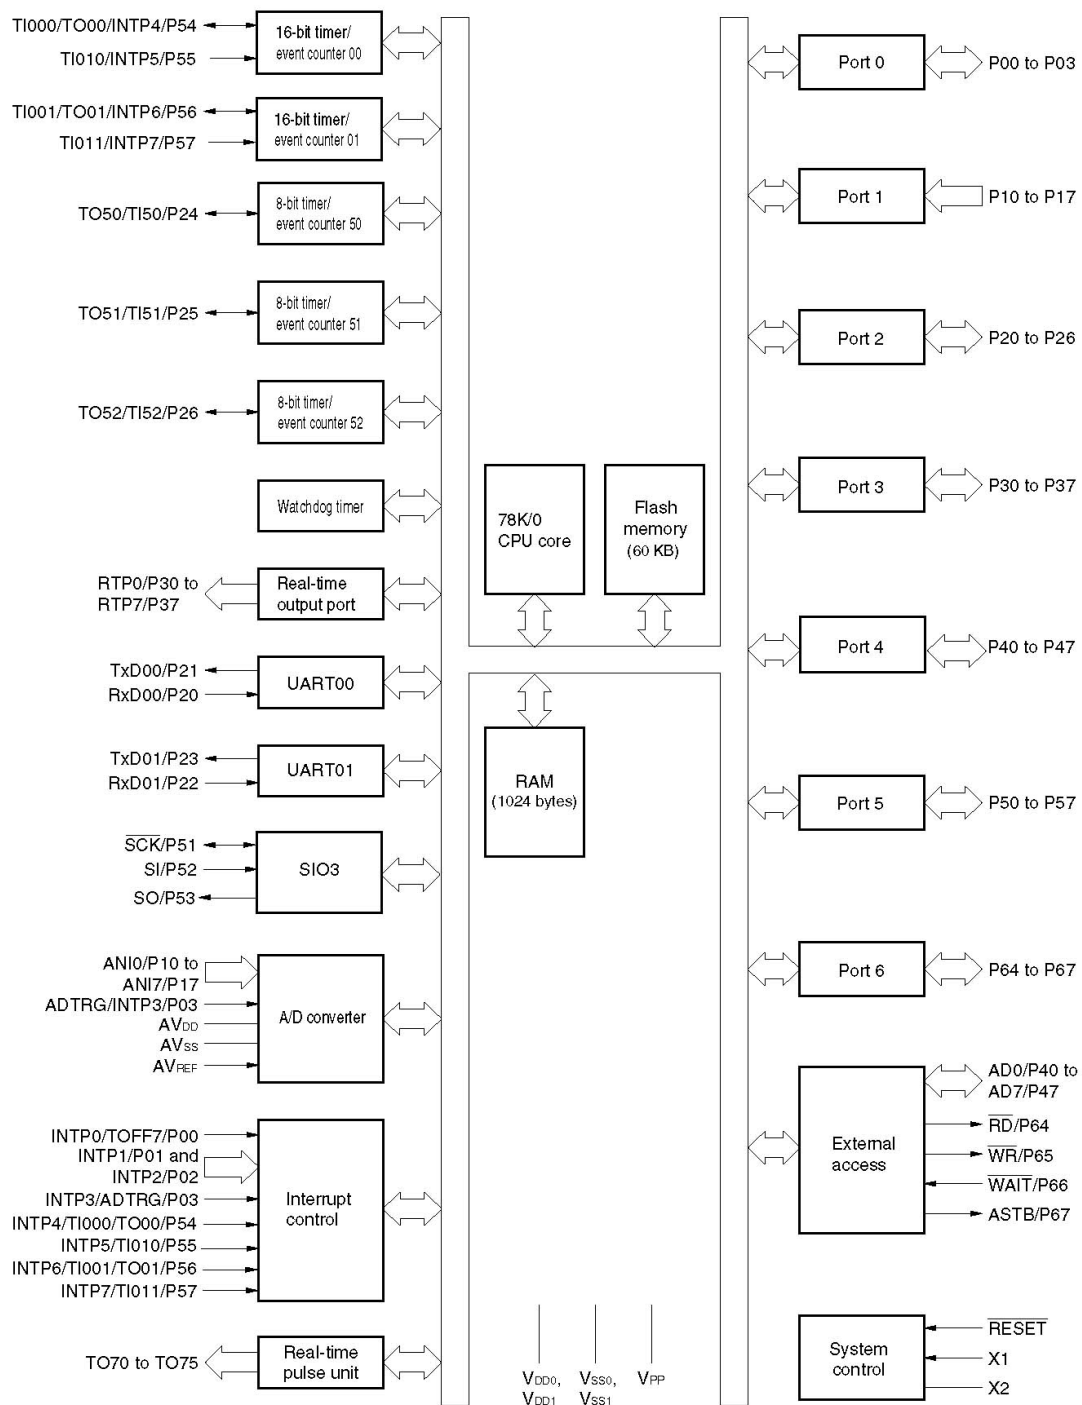 TI000/TO00/INTP4/P54
TI010/INTP5/P55
16-bit timer/
event counter 00
TI001/TO01/INTP6/P56
TI011/INTP7/P57
16-bit timer/
event counter 01
TO50/TI50/P24
8-bit timer/
event counter 50
TO51/TI51/P25
8-bit timer/
event counter 51
TO52/TI52/P26
8-bit timer/
event counter 52
Watchdog timer
RTP0/P30 to
RTP7/P37
Real-time
output port
TxD00/P21
RxD00/P20
UART00
TxD01/P23
RxD01/P22
UART01
SCK/P51
SI/P52
SO/P53
SIO3
ANI0/P10 to
ANI7/P17
ADTRG/INTP3/P03
AVDD
AVSS
AVREF
A/D converter
INTP0/TOFF7/P00
INTP1/P01 and
INTP2/P02
INTP3/ADTRG/P03
INTP4/TI000/TO00/P54
INTP5/TI010/P55
INTP6/TI001/TO01/P56
INTP7/TI011/P57
Interrupt
control
TO70 to TO75
Real-time
pulse unit
78K/0
CPU core
Flash
memory
(60 KB)
RAM
(1024 bytes)
VDD0,
VDD1
VSS0,
VSS1
VPP
Port 0
P00 to P03
Port 1
P10 to P17
Port 2
P20 to P26
Port 3
P30 to P37
Port 4
P40 to P47
Port 5
P50 to P57
Port 6
P64 to P67
External
access
AD0/P40 to
AD7/P47
RD/P64
WR/P65
WAIT/P66
ASTB/P67
System
control
RESET
X1
X2